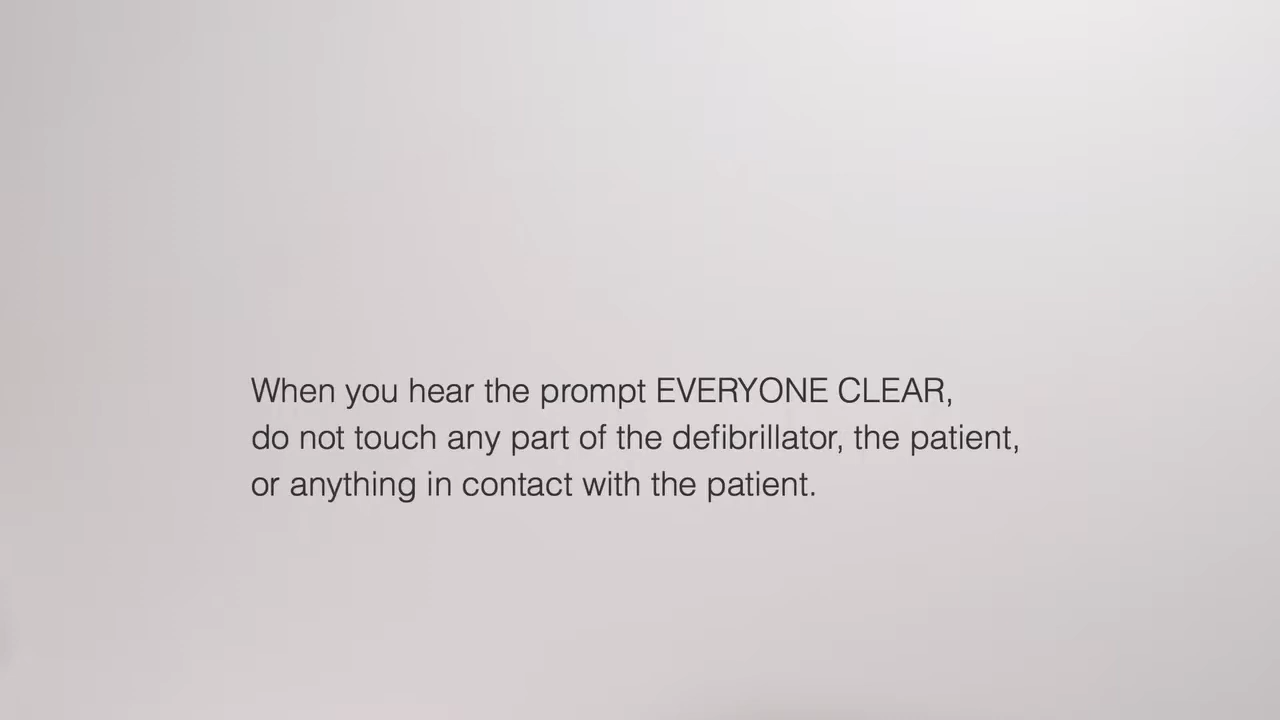 When you hear the prompt EVERYONE CLEAR,
do not touch any part of the defibrillator, the patient,
or anything in contact with the patient.